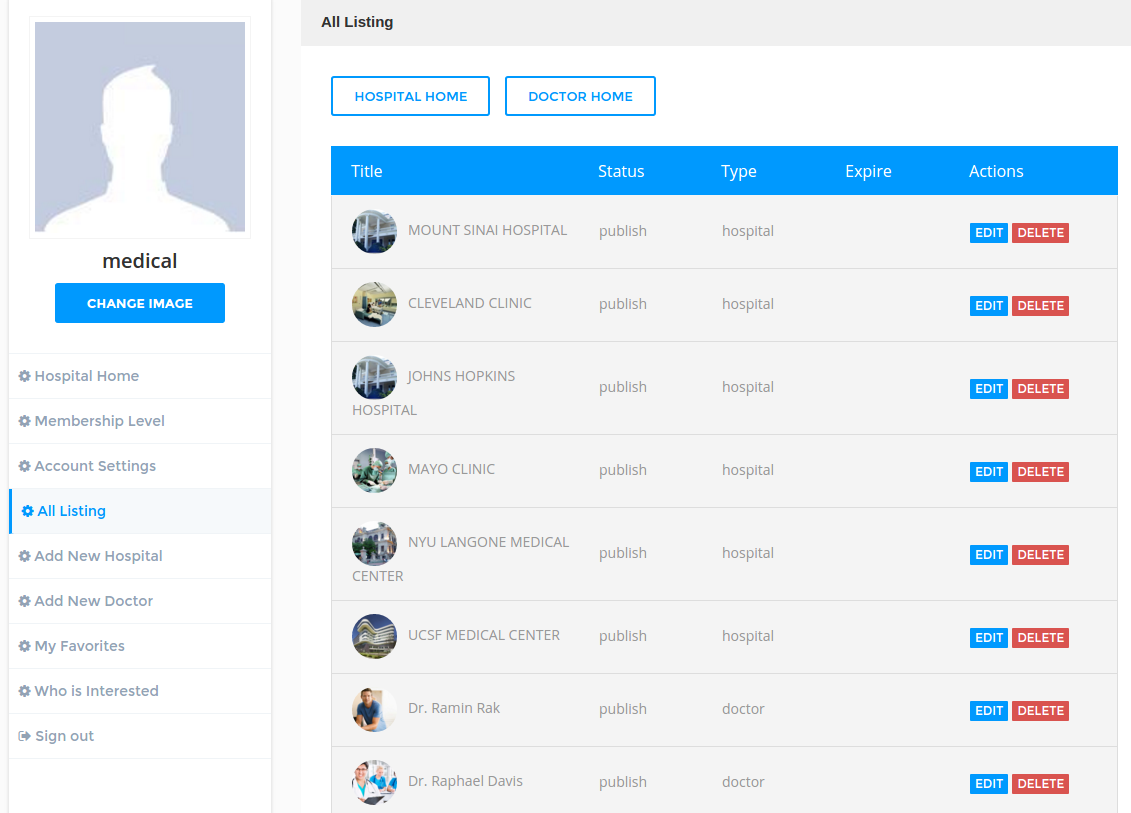 medical
CHANGE IMAGE
Hospital Home
Membership Level
Account Settings
All Listing
Add New Hospital
Add New Doctor
My Favorites
Who is Interested
Sign out
All Listing
HOSPITAL HOME DOCTOR HOME
Title Status Type Expire Actions
MOUNT SINAI HOSPITAL publish hospital EDIT DELETE
CLEVELAND CLINIC publish hospital EDIT DELETE
JOHNS HOPKINS
HOSPITAL publish hospital EDIT DELETE
MAYO CLINIC publish hospital EDIT DELETE
NYU LANGONE MEDICAL
CENTER publish hospital EDIT DELETE
UCSF MEDICAL CENTER publish hospital EDIT DELETE
Dr. Ramin Rak publish doctor EDIT DELETE
Dr. Raphael Davis publish doctor EDIT DELETE